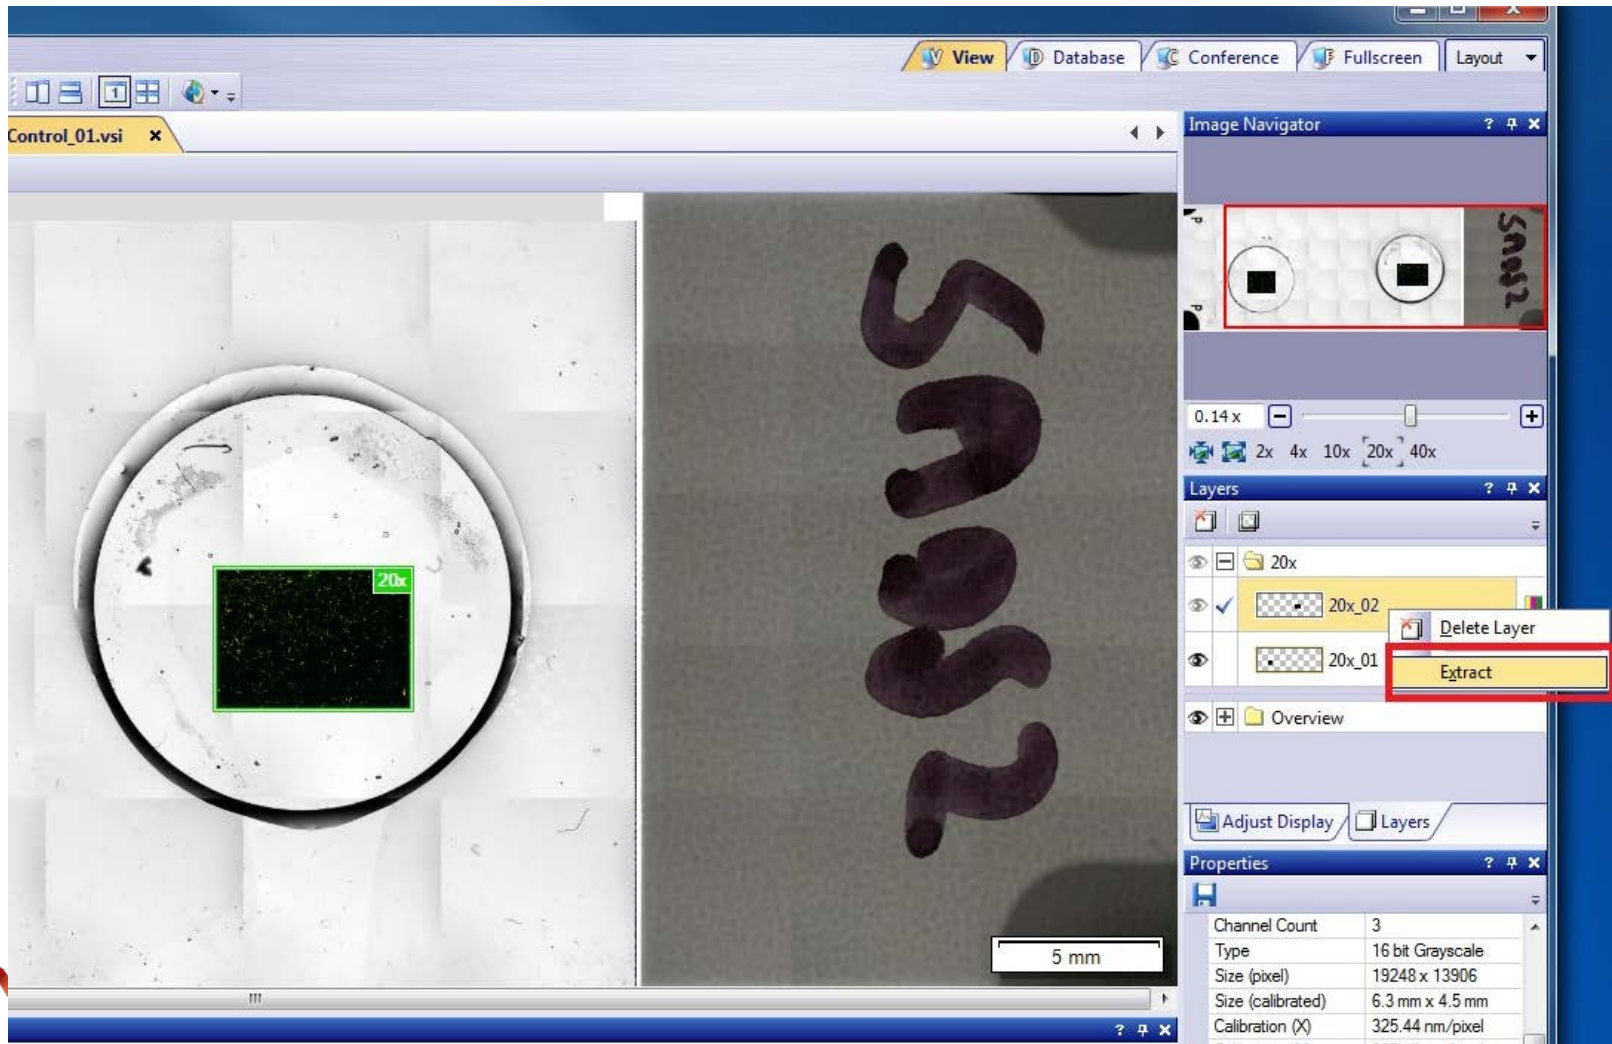 View
Database
Conference
Fullscreen
Layout
1
Control_01.vsi
Image Navigator
0.14 x
2x 4x 10x 20x 40x
Layers
20x
20x_02
20x_01
Delete Layer
Extract
Overview
Adjust Display
Layers
Properties
Channel Count 3
Type 16 bit Grayscale
Size (pixel) 19248 x 13906
Size (calibrated) 6.3 mm x 4.5 mm
Calibration (X) 325.44 nm/pixel
20x
5 mm